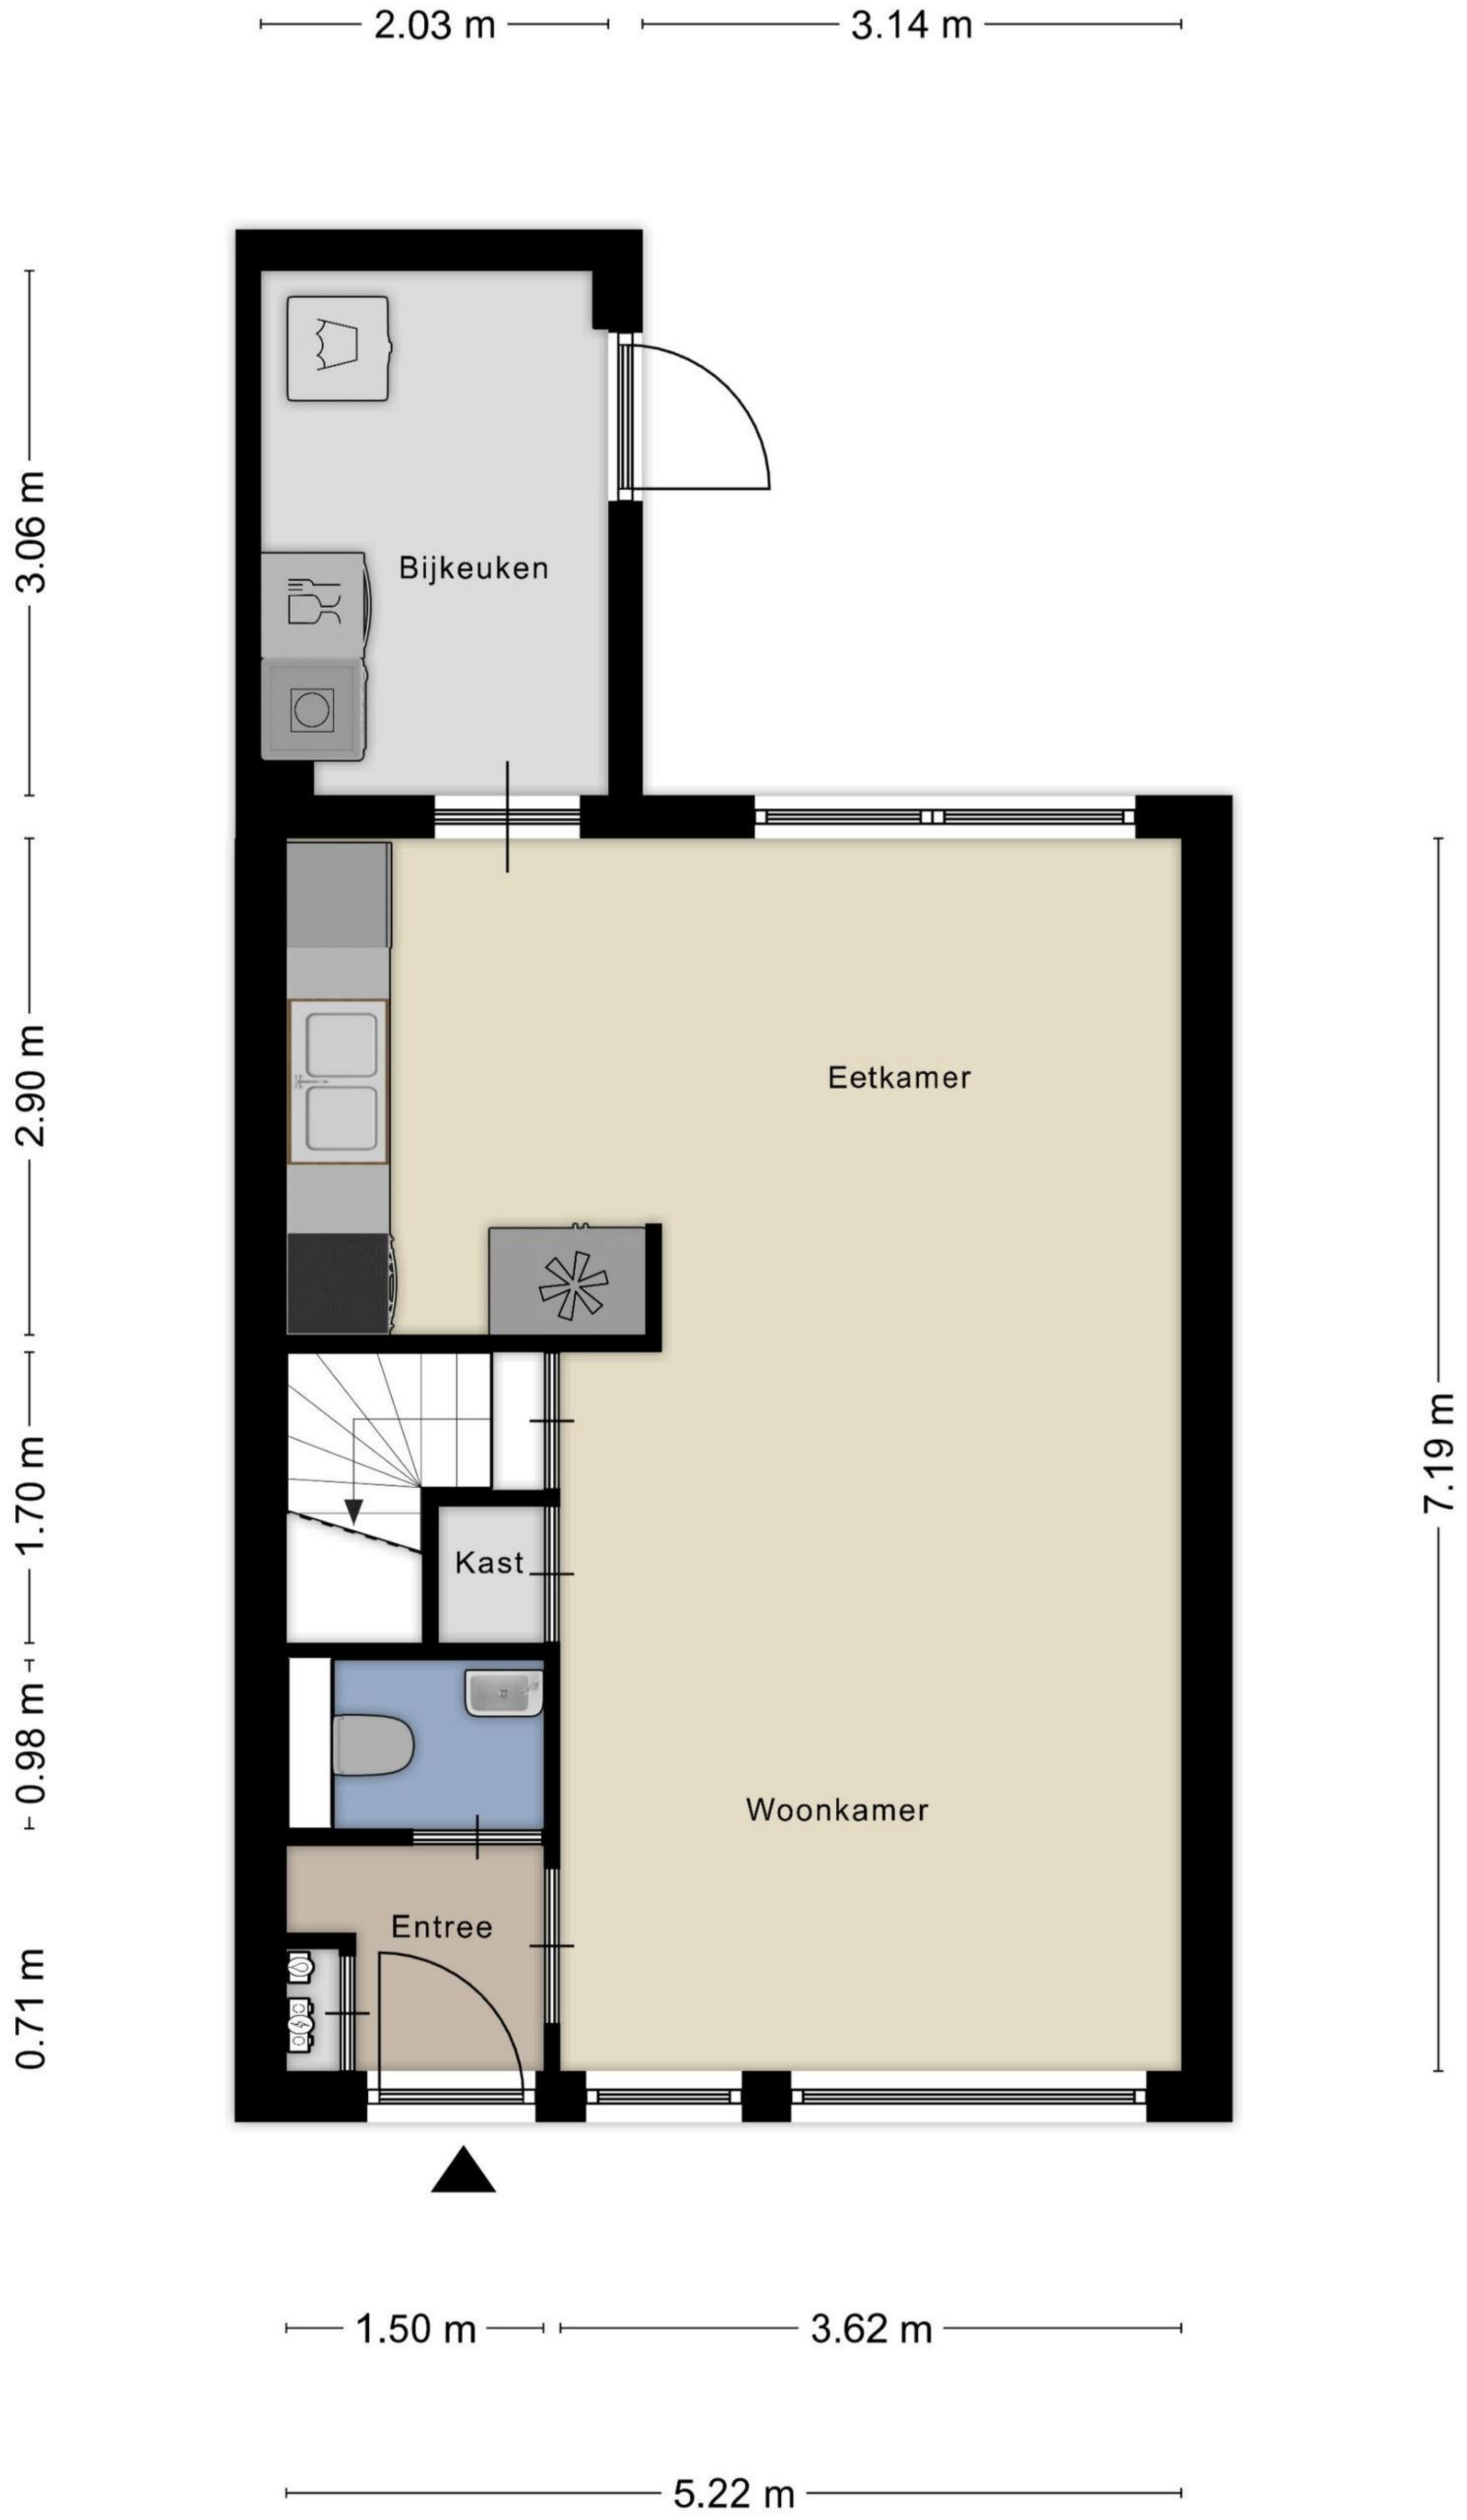 2.03 m
3.14 m
3.06 m
Bijkeuken
2.90 m
Eetkamer
7.19 m
1.70 m
Kast
0.98 m
Woonkamer
Entree
0.71 m
1.50 m
3.62 m
5.22 m